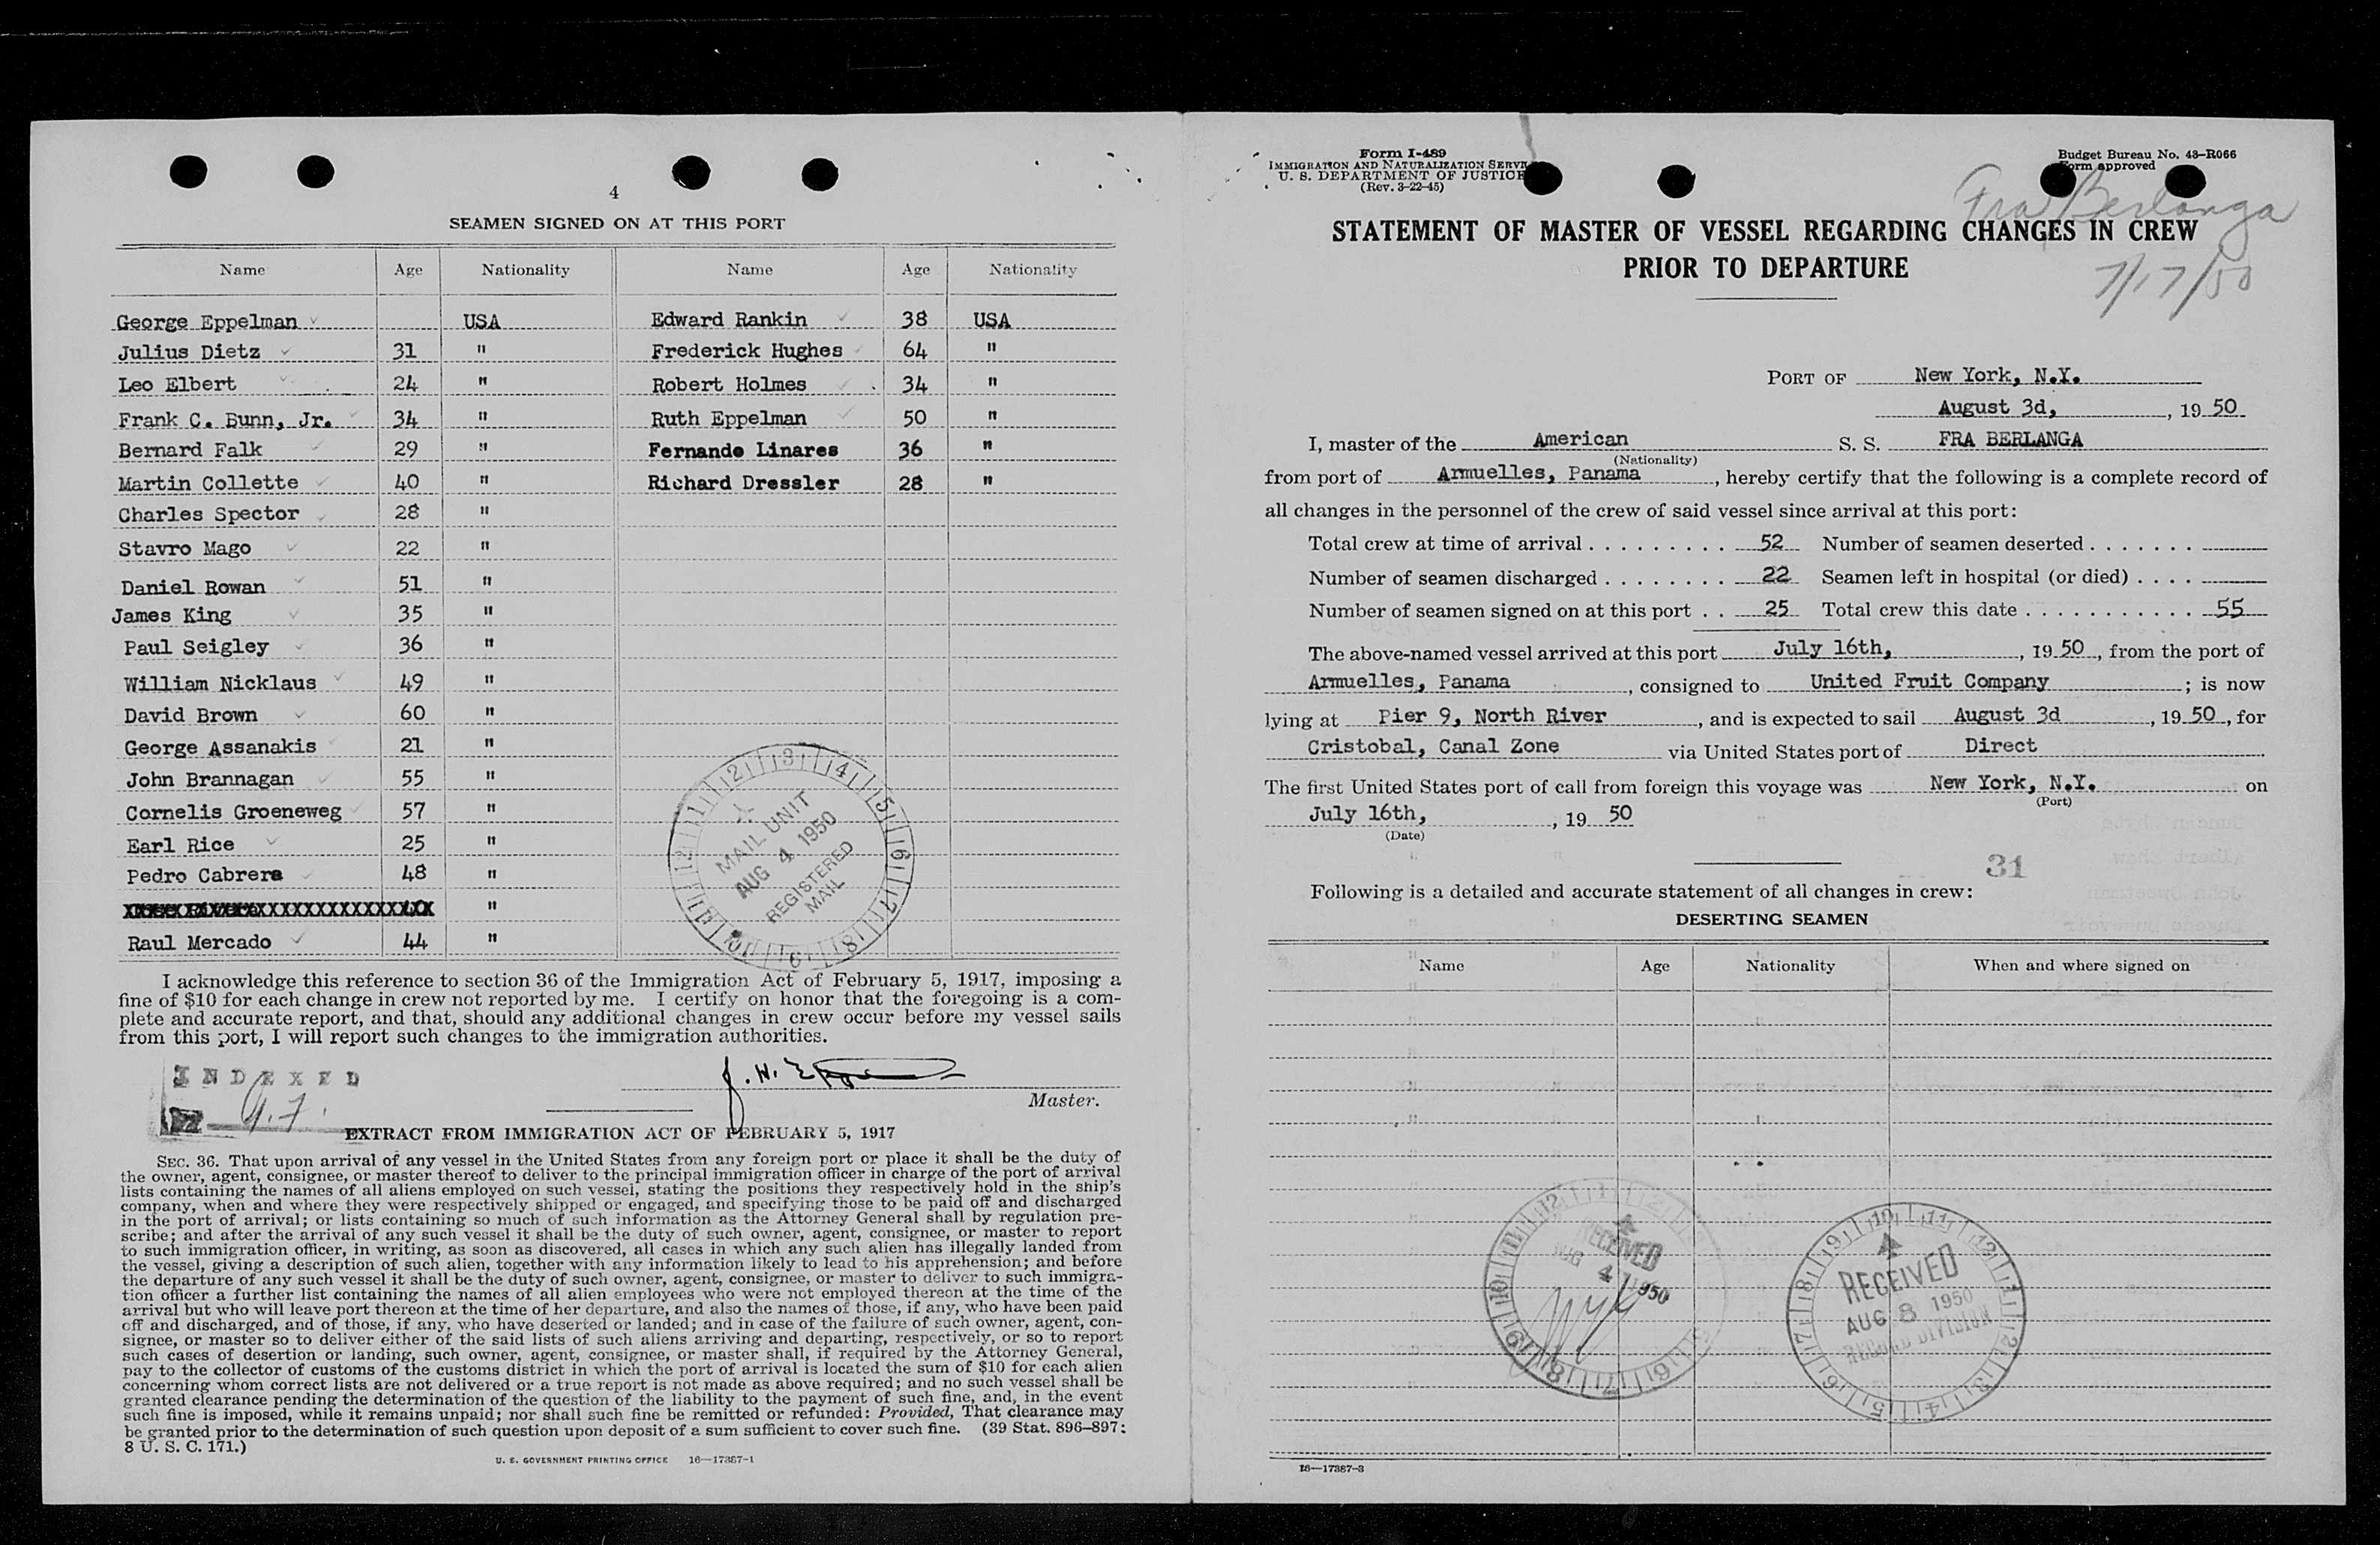 4
SEAMEN SIGNED ON AT THIS PORT
Name Age Nationality Name Age Nationality
George Eppelman USA Edward Rankin 38 USA
Julius Dietz 31 " Frederick Hughes 64 "
Leo Elbert 24 " Robert Holmes 34 "
Frank C. Bunn, Jr. 34 " Ruth Eppelman 50 "
Bernard Falk 29 " Fernando Linares 36 "
Martin Collette 40 " Richard Dressler 28 "
Charles Spector 28 "
Stavro Mago 22 "
Daniel Rowan 51 "
James King 35 "
Paul Seigley 36 "
William Nicklaus 49 "
David Brown 60 "
George Assanakis 21 "
John Brannagan 55 "
Cornelis Groeneweg 57 "
Earl Rice 25 "
Pedro Cabrera 48 "
"
Raul Mercado 44 "
MAIL UNIT
AUG 4 1950
REGISTERED
MAIL
I acknowledge this reference to section 36 of the Immigration Act of February 5, 1917, imposing a
fine of $10 for each change in crew not reported by me. I certify on honor that the foregoing is a com-
plete and accurate report, and that, should any additional changes in crew occur before my vessel sails
from this port, I will report such changes to the immigration authorities.
INDEXED
Master.
EXTRACT FROM IMMIGRATION ACT OF FEBRUARY 5, 1917
SEC. 36. That upon arrival of any vessel in the United States from any foreign port or place it shall be the duty of
the owner, agent, consignee, or master thereof to deliver to the principal immigration officer in charge of the port of arrival
lists containing the names of all aliens employed on such vessel, stating the positions they respectively hold in the ship's
company, when and where they were respectively shipped or engaged, and specifying those to be paid off and discharged
in the port of arrival; or lists containing so much of such information as the Attorney General shall by regulation pre-
scribe; and after the arrival of any such vessel it shall be the duty of such owner, agent, consignee, or master to report
to such immigration officer, in writing, as soon as discovered, all cases in which any such alien has illegally landed from
the vessel, giving a description of such alien, together with any information likely to lead to his apprehension; and before
the departure of any such vessel it shall be the duty of such owner, agent, consignee, or master to deliver to such immigra-
tion officer a further list containing the names of all alien employees who were not employed thereon at the time of the
arrival but who will leave port thereon at the time of her departure, and also the names of those, if any, who have been paid
off and discharged, and of those, if any, who have deserted or landed; and in case of the failure of such owner, agent, con-
signee, or master so to deliver either of the said lists of such aliens arriving and departing, respectively, or so to report
such cases of desertion or landing, such owner, agent, consignee, or master shall, if required by the Attorney General,
pay to the collector of customs of the customs district in which the port of arrival is located the sum of $10 for each alien
concerning whom correct lists are not delivered or a true report is not made as above required; and no such vessel shall be
granted clearance pending the determination of the question of the liability to the payment of such fine, and, in the event
such fine is imposed, while it remains unpaid; nor shall such fine be remitted or refunded: Provided, That clearance may
be granted prior to the determination of such question upon deposit of a sum sufficient to cover such fine. (39 Stat. 896-897;
8 U. S. C. 171.)
U. S. GOVERNMENT PRINTING OFFICE 16—17387-1
Form I-489
IMMIGRATION AND NATURALIZATION SERVICE
U. S. DEPARTMENT OF JUSTICE
(Rev. 3-22-45)
Budget Bureau No. 43-R066
Form approved
Fra Berlanga
7/17/50
STATEMENT OF MASTER OF VESSEL REGARDING CHANGES IN CREW
PRIOR TO DEPARTURE
PORT OF New York, N.Y.
August 3d, , 19 50
I, master of the American S. S. FRA BERLANGA
(Nationality)
from port of Armuelles, Panama , hereby certify that the following is a complete record of
all changes in the personnel of the crew of said vessel since arrival at this port:
Total crew at time of arrival 52 Number of seamen deserted
Number of seamen discharged 22 Seamen left in hospital (or died)
Number of seamen signed on at this port 25 Total crew this date 55
The above-named vessel arrived at this port July 16th, , 19 50 , from the port of
Armuelles, Panama , consigned to United Fruit Company ; is now
lying at Pier 9, North River , and is expected to sail August 3d , 19 50 , for
Cristobal, Canal Zone via United States port of Direct
The first United States port of call from foreign this voyage was New York, N.Y. on
(Port)
July 16th, , 19 50
(Date)
31
Following is a detailed and accurate statement of all changes in crew:
DESERTING SEAMEN
Name Age Nationality When and where signed on
RECEIVED
AUG 4 1950
RECEIVED
AUG 8 1950
RECORD DIVISION
16—17387-3